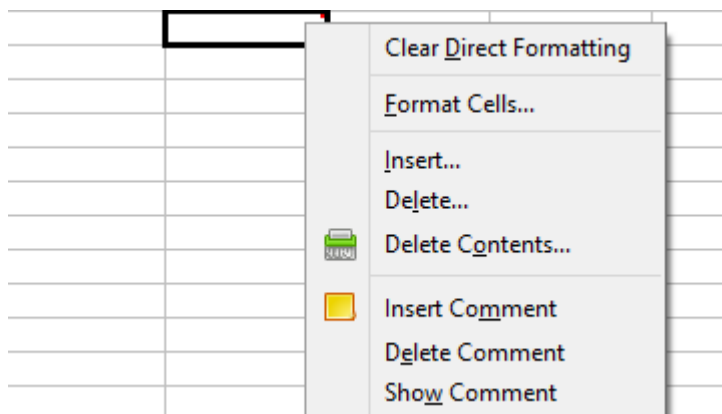 Clear Direct Formatting
Format Cells...
Insert...
Delete...
Delete Contents...
Insert Comment
Delete Comment
Show Comment